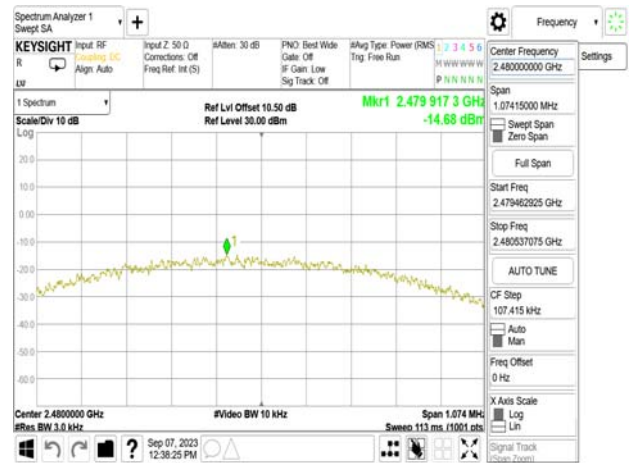 Spectrum Analyzer 1
Swept SA
+
Frequency
Settings
KEYSIGHT
R
Input: RF
Coupling: DC
Align: Auto
Input Z: 50 Ω
Corrections: Off
Freq Ref: Int (S)
#Atten: 30 dB
PNO: Best Wide
Gate: Off
IF Gain: Low
Sig Track: Off
#Avg Type: Power (RMS
Trig: Free Run
1 2 3 4 5 6
M W W W W W
P N N N N N
1 Spectrum
Scale/Div 10 dB
Ref Lvl Offset 10.50 dB
Ref Level 30.00 dBm
Mkr1 2.479 917 3 GHz
-14.68 dBm
Log
20.0
10.0
0.00
-10.0
-20.0
-30.0
-40.0
-50.0
-60.0
1
Center 2.4800000 GHz
#Res BW 3.0 kHz
#Video BW 10 kHz
Span 1.074 MHz
Sweep 113 ms (1001 pts
Center Frequency
2.480000000 GHz
Span
1.07415000 MHz
Swept Span
Zero Span
Full Span
Start Freq
2.479462925 GHz
Stop Freq
2.480537075 GHz
AUTO TUNE
CF Step
107.415 kHz
Auto
Man
Freq Offset
0 Hz
X Axis Scale
Log
Lin
Signal Track
(Span Zoom)
?
Sep 07, 2023
12:38:25 PM